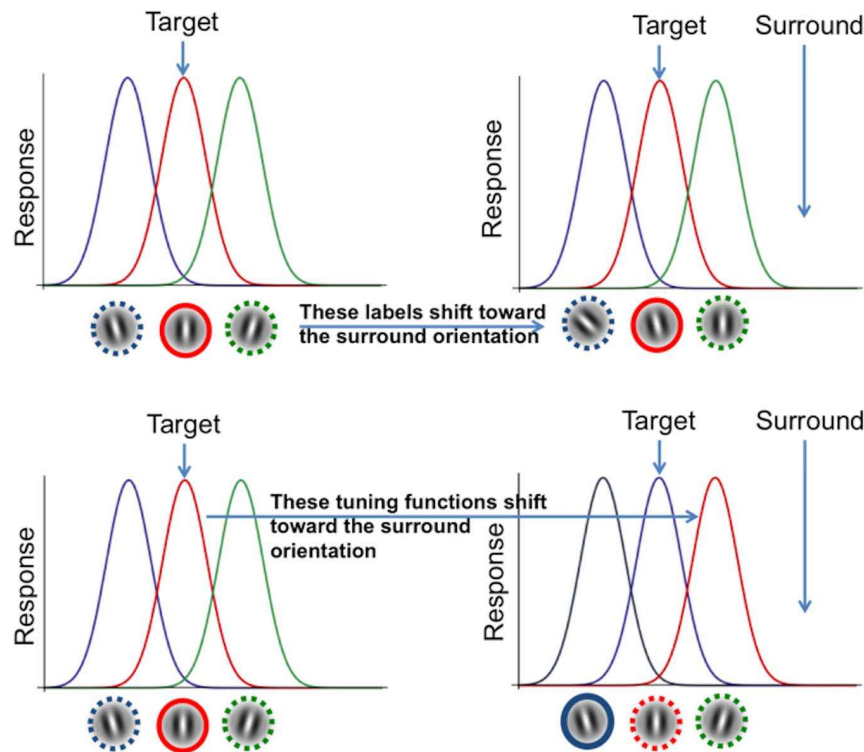 Target
Target
Surround
Response
Response
These labels shift toward
the surround orientation
Target
Target
Surround
These tuning functions shift
toward the surround
orientation
Response
Response